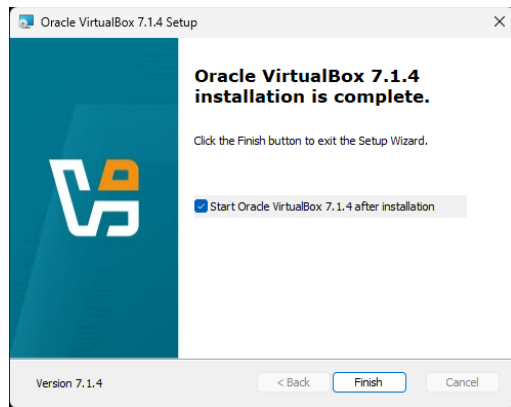 Oracle VirtualBox 7.1.4 Setup
Oracle VirtualBox 7.1.4
installation is complete.
Click the Finish button to exit the Setup Wizard.
Start Oracle VirtualBox 7.1.4 after installation
Version 7.1.4
< Back
Finish
Cancel